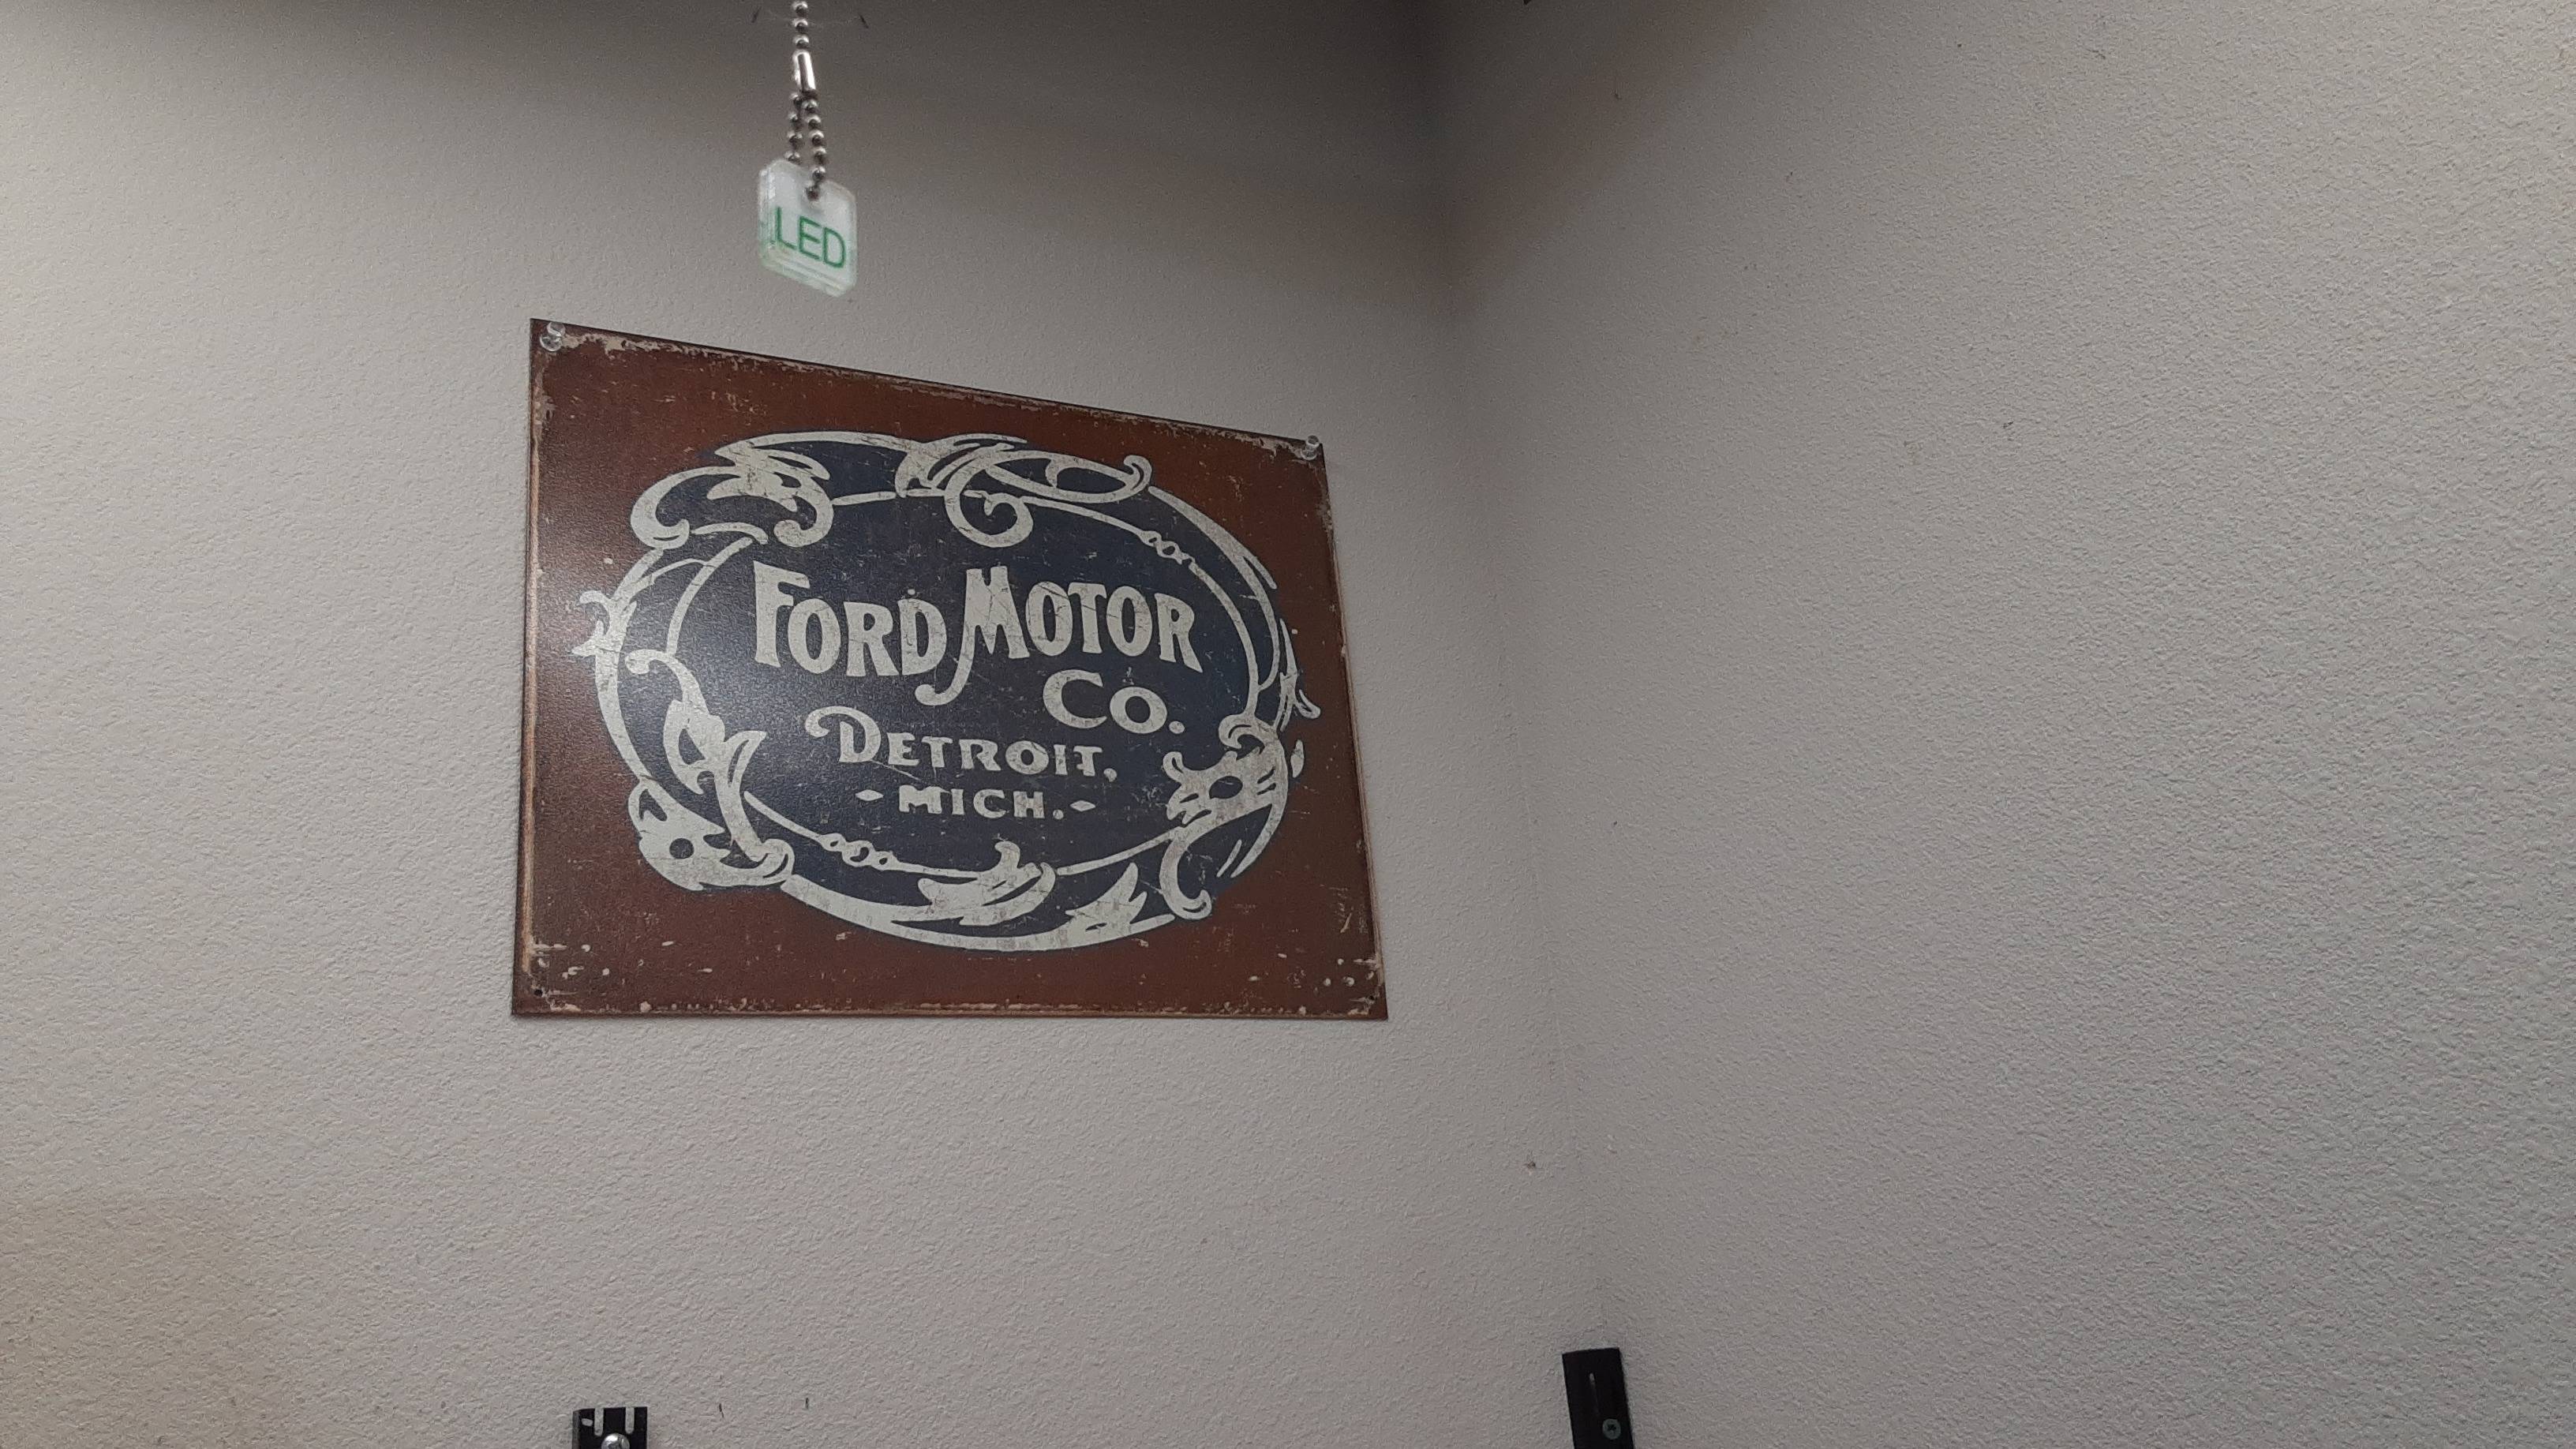 LED
FORD MOTOR
CO.
DETROIT,
-MICH.-